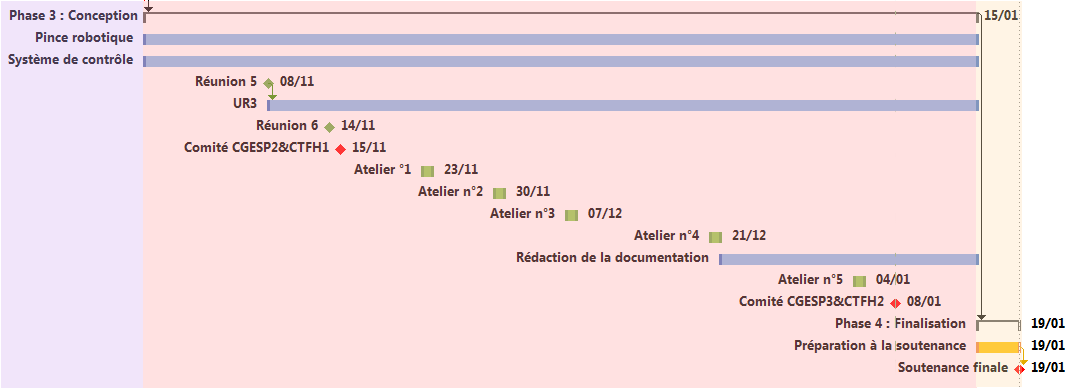 Phase 3 : Conception 15/01
Pince robotique
Système de contrôle
Réunion 5 08/11
UR3
Réunion 6 14/11
Comité CGESP2&CTFH1 15/11
Atelier °1 23/11
Atelier n°2 30/11
Atelier n°3 07/12
Atelier n°4 21/12
Rédaction de la documentation
Atelier n°5 04/01
Comité CGESP3&CTFH2 08/01
Phase 4 : Finalisation 19/01
Préparation à la soutenance 19/01
Soutenance finale 19/01